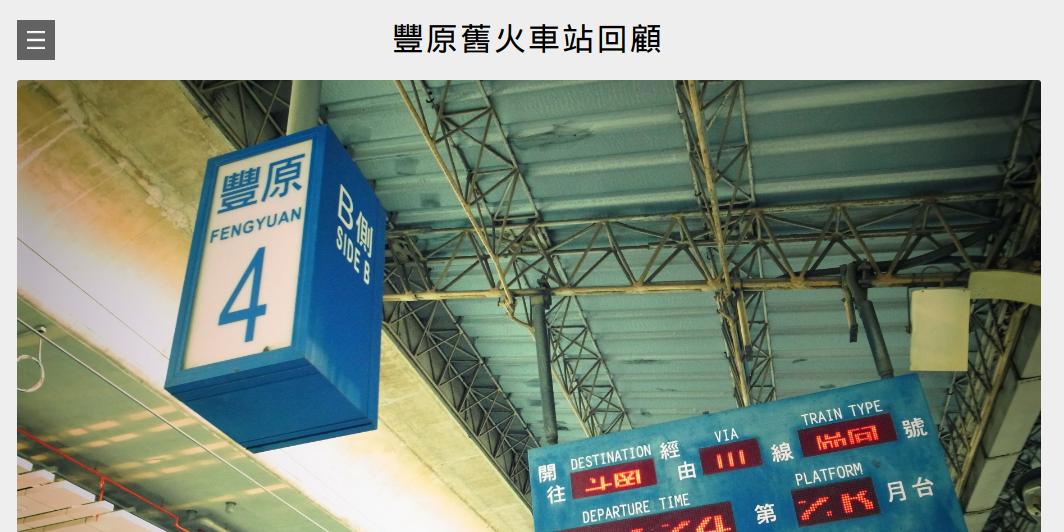 豐原舊火車站回顧
豐原
FENGYUAN
4
B側
SIDE B
開往 DESTINATION 經由 VIA 線 TRAIN TYPE 號
DEPARTURE TIME 第 PLATFORM 月台